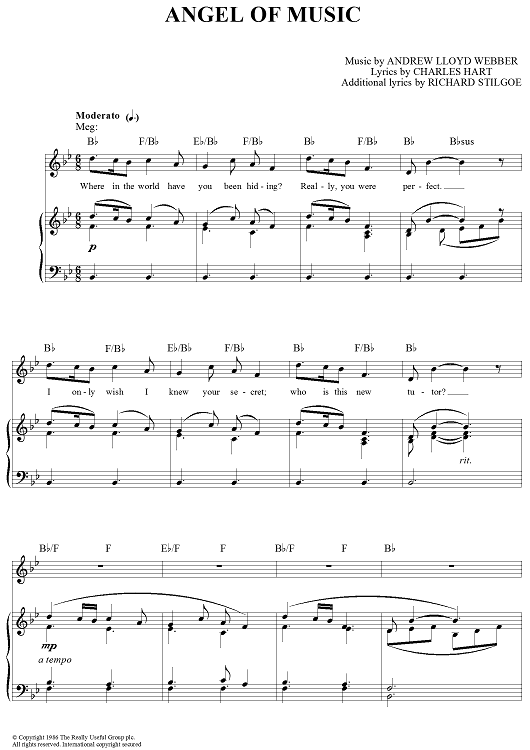 ANGEL OF MUSIC
Music by ANDREW LLOYD WEBBER
Lyrics by CHARLES HART
Additional lyrics by RICHARD STILGOE
Moderato (♩.)
Meg:
B♭ F/B♭ E♭/B♭ F/B♭ B♭ F/B♭ B♭ B♭sus
Where in the world have you been hid - ing? Real - ly, you were per - fect.
p
B♭ F/B♭ E♭/B♭ F/B♭ B♭ F/B♭ B♭
I on - ly wish I knew your se - cret; who is this new tu - tor?
rit.
B♭/F F E♭/F F B♭/F F B♭
mp
a tempo
© Copyright 1986 The Really Useful Group plc.
All rights reserved. International copyright secured